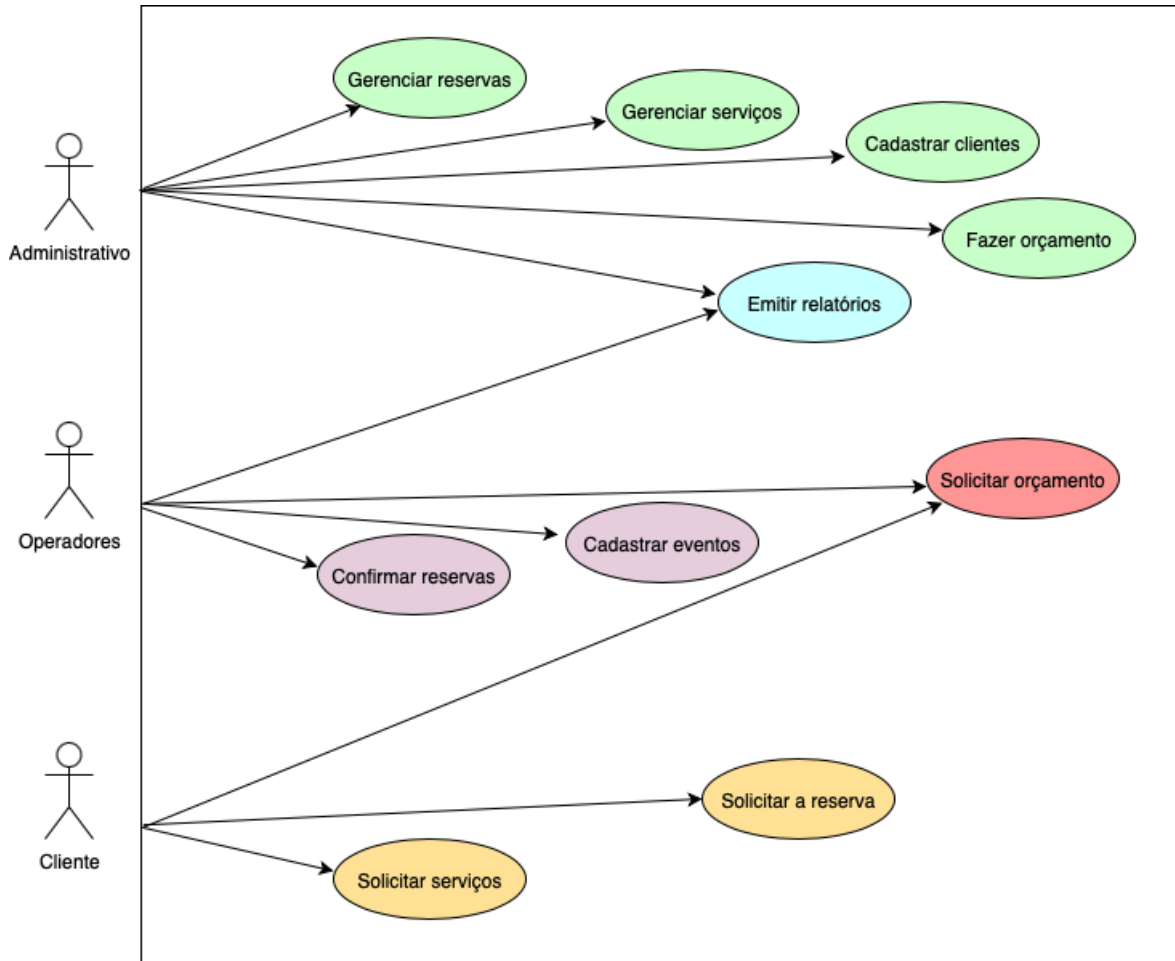 Gerenciar reservas
Gerenciar serviços
Cadastrar clientes
Administrativo
Fazer orçamento
Emitir relatórios
Solicitar orçamento
Operadores
Cadastrar eventos
Confirmar reservas
Solicitar a reserva
Cliente
Solicitar serviços